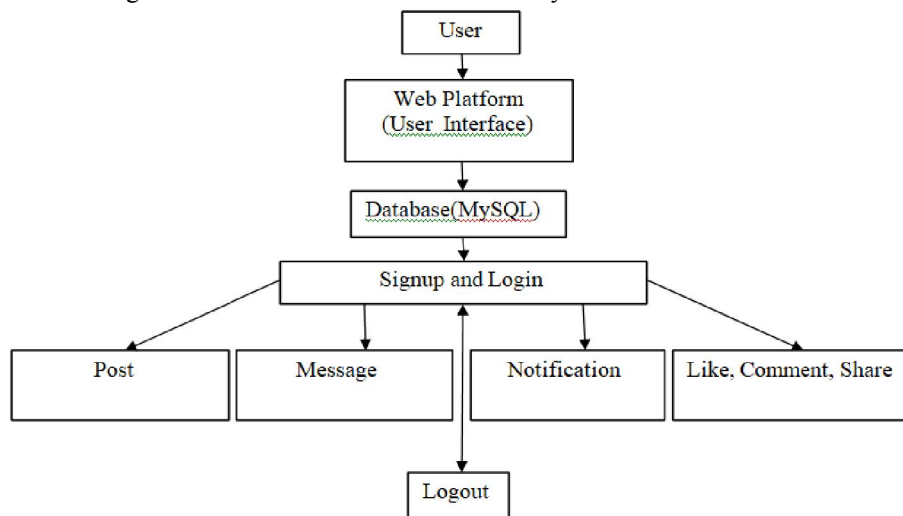 User
Web Platform
(User Interface)
Database(MySQL)
Signup and Login
Post
Message
Notification
Like, Comment, Share
Logout